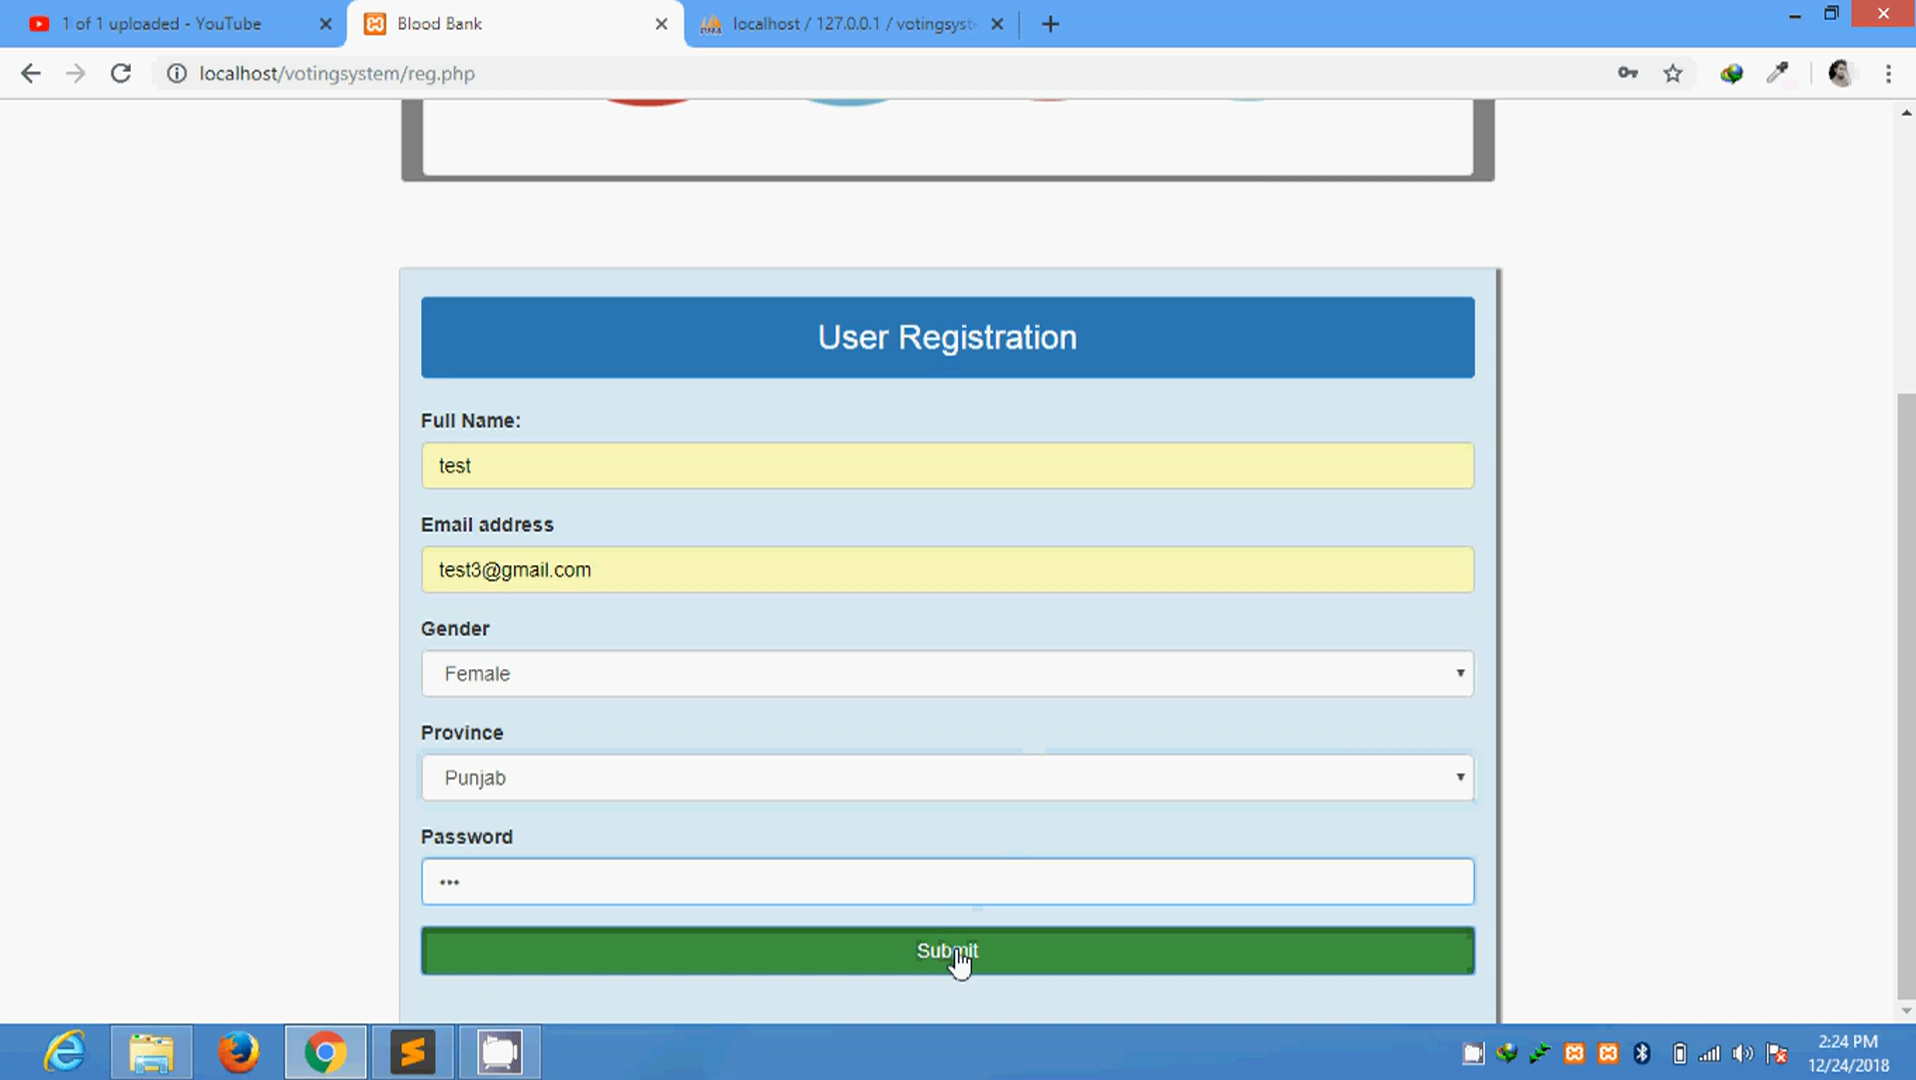 1 of 1 uploaded - YouTube
Blood Bank
localhost / 127.0.0.1 / votingsyst
localhost/votingsystem/reg.php
User Registration
Full Name:
test
Email address
test3@gmail.com
Gender
Female
Province
Punjab
Password
•••
Submit
2:24 PM
12/24/2018